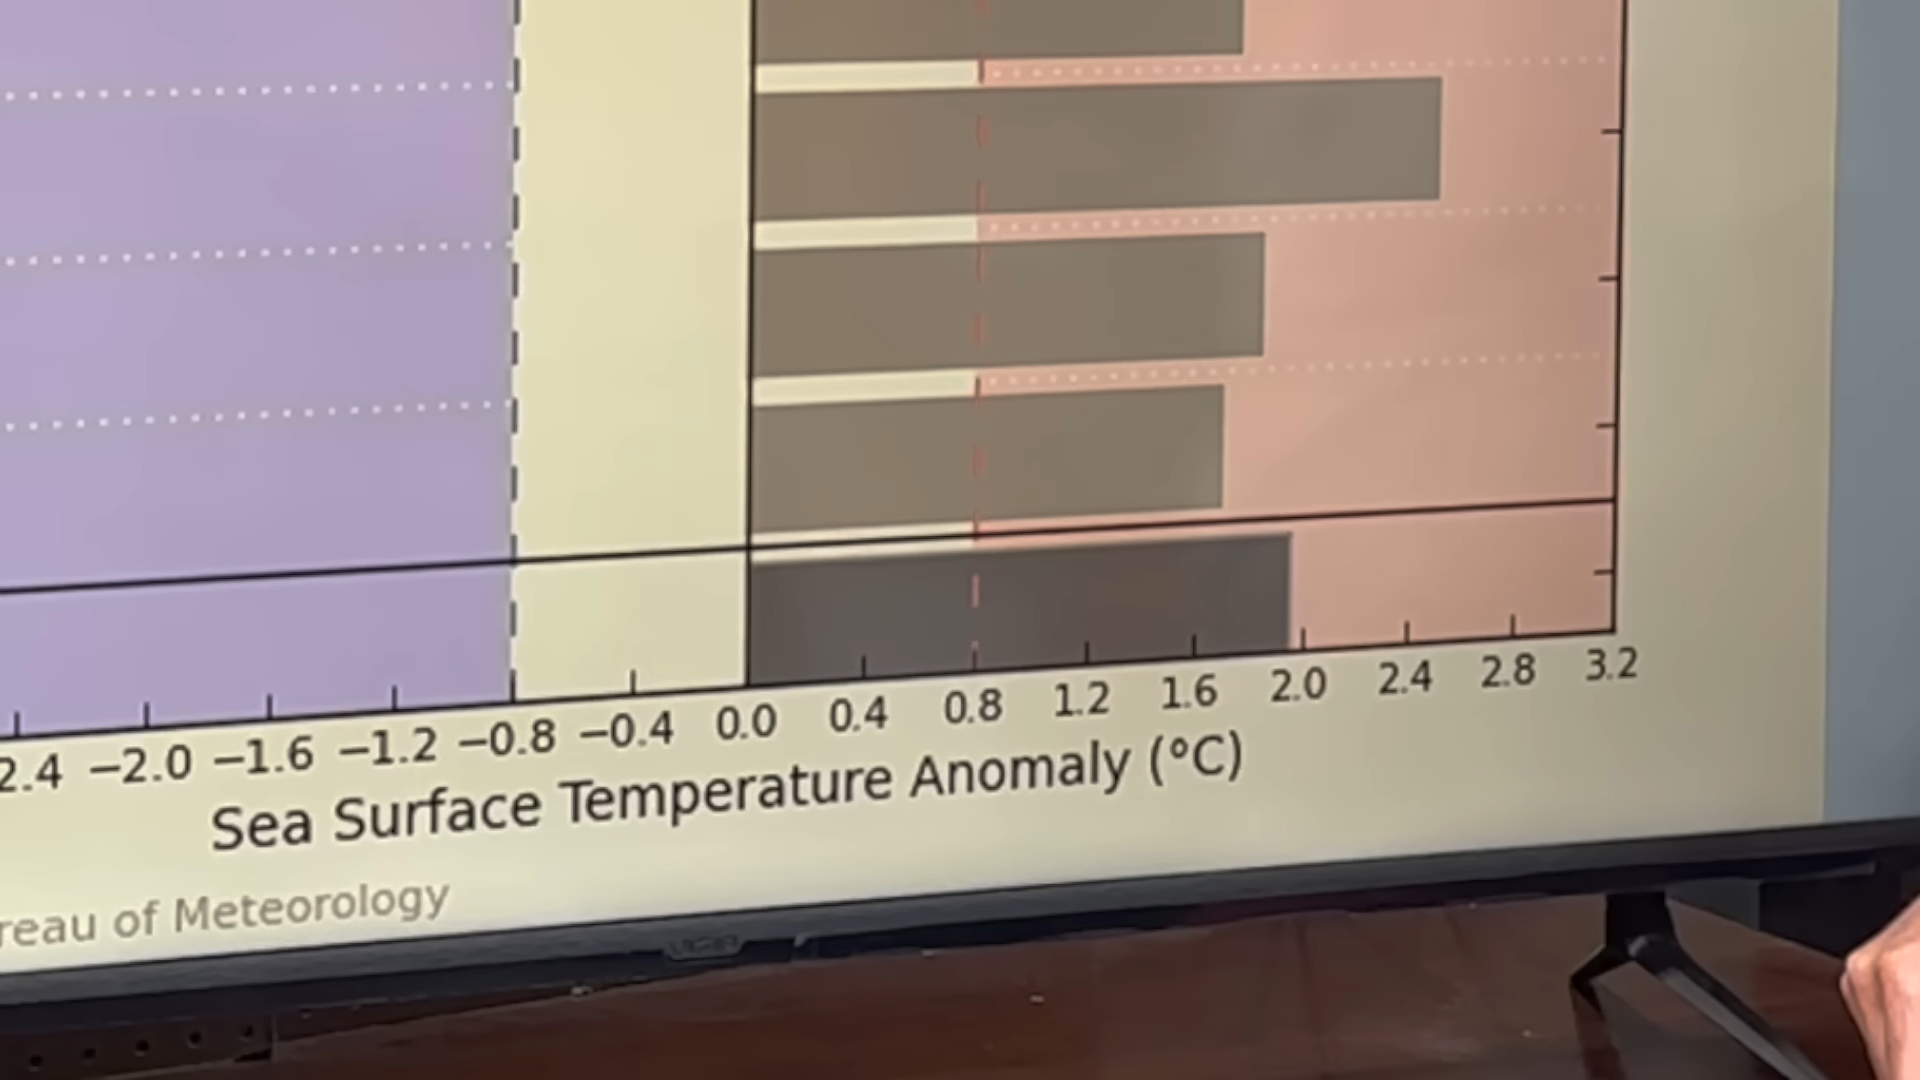 2.4 −2.0 −1.6 −1.2 −0.8 −0.4 0.0 0.4 0.8 1.2 1.6 2.0 2.4 2.8 3.2
Sea Surface Temperature Anomaly (°C)
reau of Meteorology